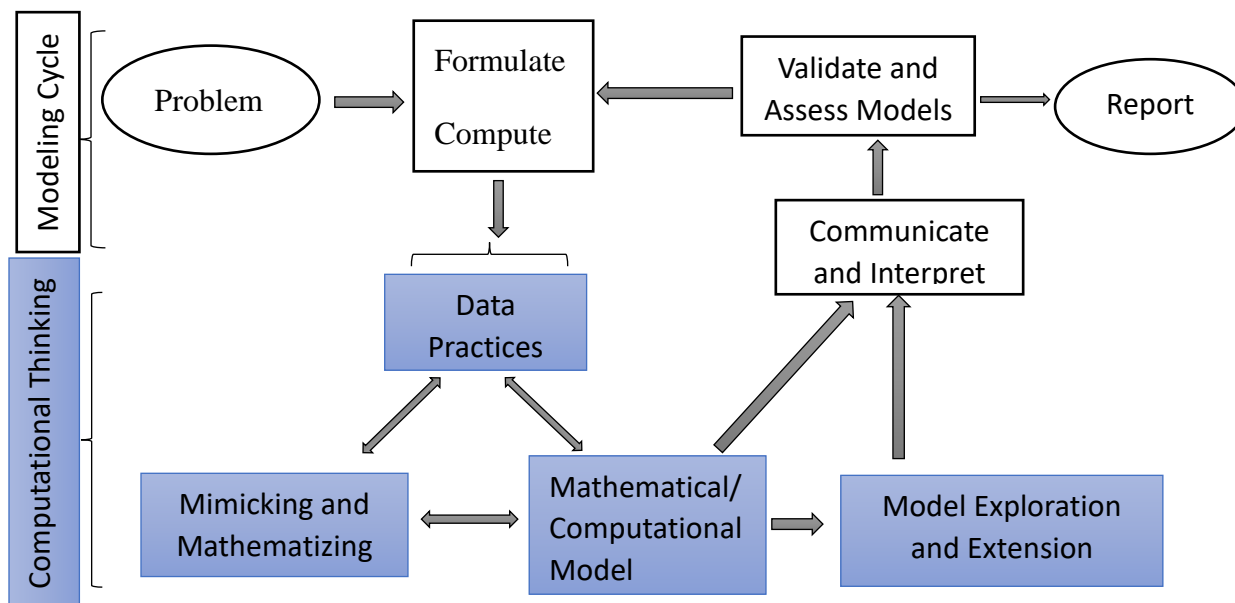 Modeling Cycle
Problem
Formulate
Compute
Validate and
Assess Models
Report
Communicate
and Interpret
Computational Thinking
Data
Practices
Mimicking and
Mathematizing
Mathematical/
Computational
Model
Model Exploration
and Extension